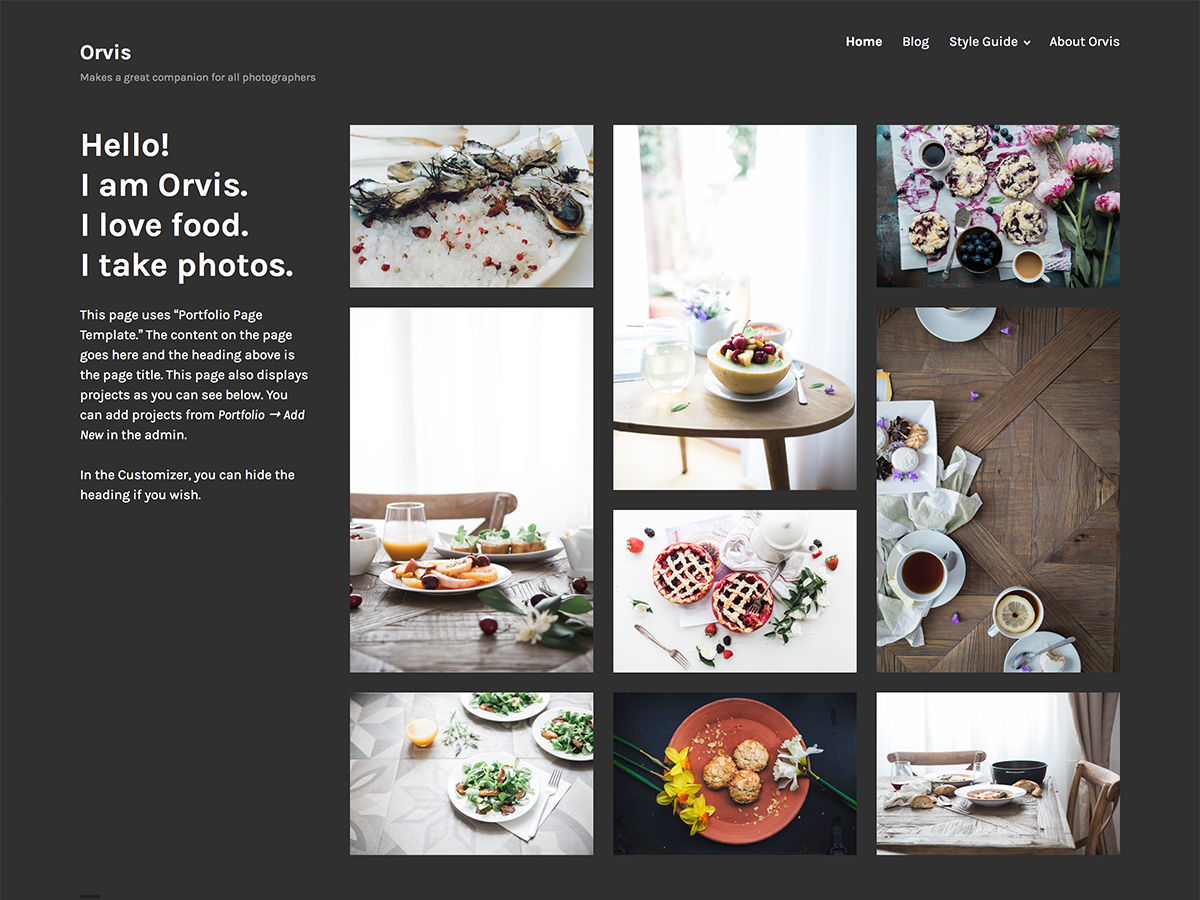 Orvis
Makes a great companion for all photographers
Home Blog Style Guide About Orvis
Hello!
I am Orvis.
I love food.
I take photos.
This page uses “Portfolio Page
Template.” The content on the page
goes here and the heading above is
the page title. This page also displays
projects as you can see below. You
can add projects from Portfolio → Add
New in the admin.
In the Customizer, you can hide the
heading if you wish.